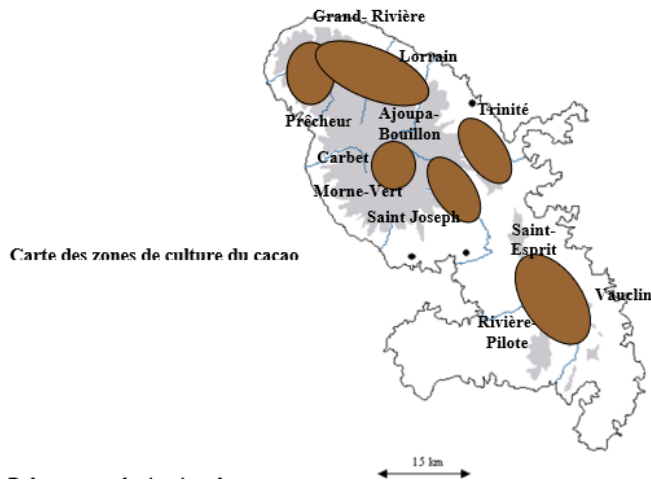 Grand- Rivière
Lorrain
Prêcheur
Ajoupa-
Bouillon
Trinité
Carbet
Morne-Vert
Saint Joseph
Saint-
Esprit
Carte des zones de culture du cacao
Vauclin
Rivière-
Pilote
15 km